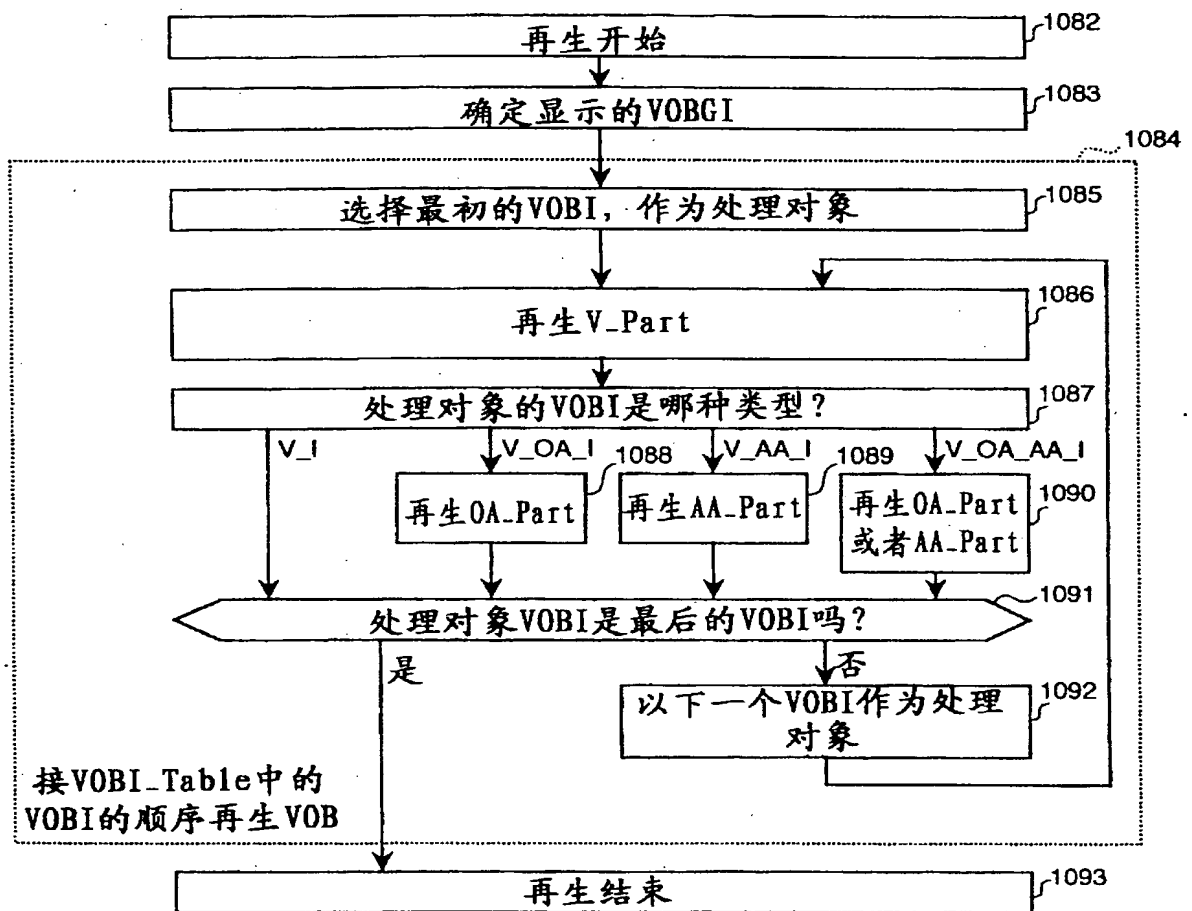 再生开始
1082
确定显示的VOBGI
1083
1084
选择最初的VOBI，作为处理对象
1085
再生V_Part
1086
处理对象的VOBI是哪种类型？
1087
V_I
V_OA_I
1088
V_AA_I
1089
V_OA_AA_I
再生OA_Part
再生AA_Part
再生OA_Part
或者AA_Part
1090
处理对象VOBI是最后的VOBI吗？
1091
是
否
以下一个VOBI作为处理
对象
1092
接VOBI_Table中的
VOBI的顺序再生VOB
再生结束
1093